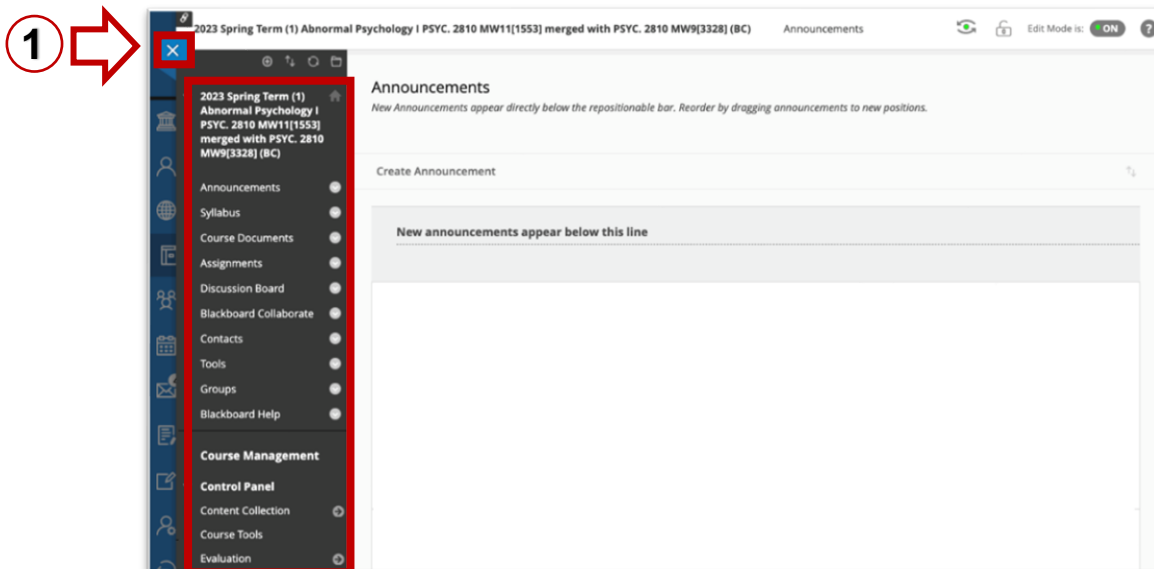 1
2023 Spring Term (1) Abnormal Psychology I PSYC. 2810 MW11[1553] merged with PSYC. 2810 MW9[3328] (BC)
Announcements
Edit Mode is:
ON
?
2023 Spring Term (1)
Abnormal Psychology I
PSYC. 2810 MW11[1553]
merged with PSYC. 2810
MW9[3328] (BC)
Announcements
Syllabus
Course Documents
Assignments
Discussion Board
Blackboard Collaborate
Contacts
Tools
Groups
Blackboard Help
Course Management
Control Panel
Content Collection
Course Tools
Evaluation
Announcements
New Announcements appear directly below the repositionable bar. Reorder by dragging announcements to new positions.
Create Announcement
New announcements appear below this line